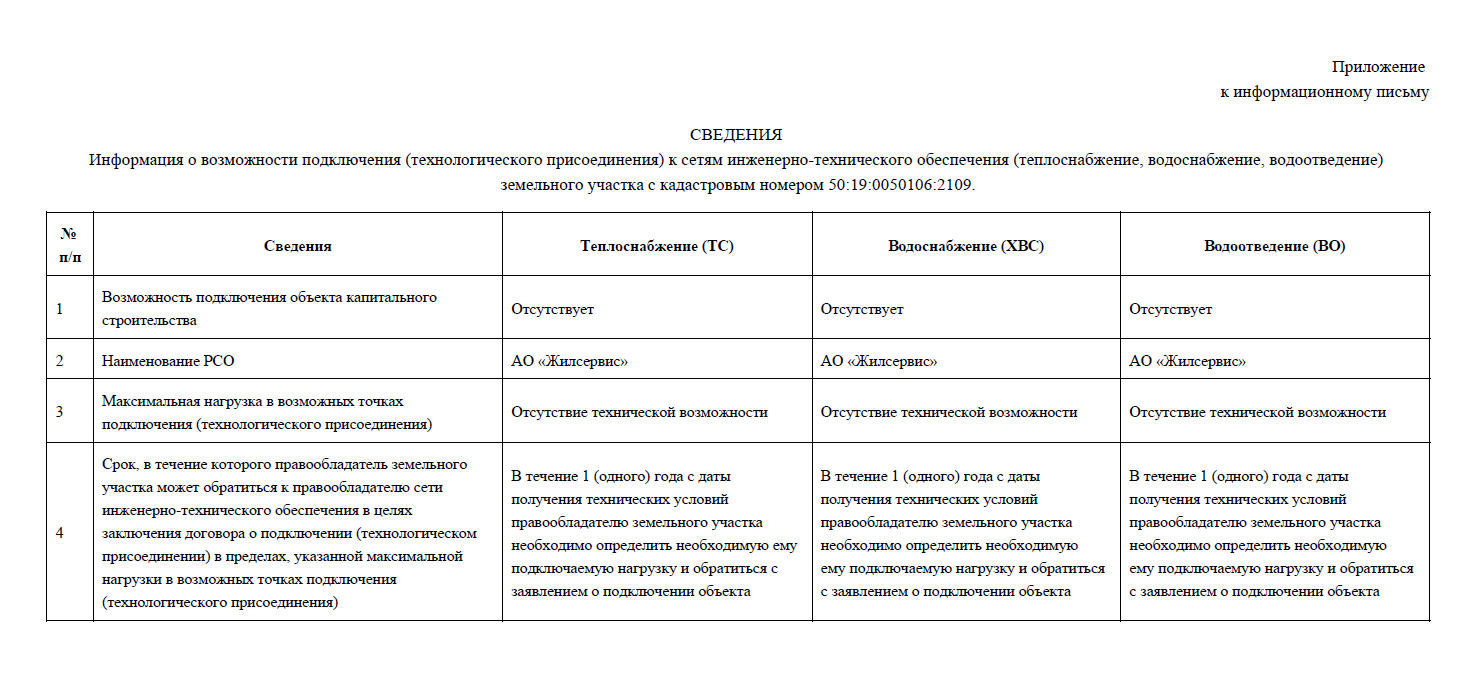 Приложение
к информационному письму
СВЕДЕНИЯ
Информация о возможности подключения (технологического присоединения) к сетям инженерно-технического обеспечения (теплоснабжение, водоснабжение, водоотведение)
земельного участка с кадастровым номером 50:19:0050106:2109.
№
п/п
Сведения
Теплоснабжение (ТС)
Водоснабжение (ХВС)
Водоотведение (ВО)
1
Возможность подключения объекта капитального
строительства
Отсутствует
Отсутствует
Отсутствует
2
Наименование РСО
АО «Жилсервис»
АО «Жилсервис»
АО «Жилсервис»
3
Максимальная нагрузка в возможных точках
подключения (технологического присоединения)
Отсутствие технической возможности
Отсутствие технической возможности
Отсутствие технической возможности
4
Срок, в течение которого правообладатель земельного
участка может обратиться к правообладателю сети
инженерно-технического обеспечения в целях
заключения договора о подключении (технологическом
присоединении) в пределах, указанной максимальной
нагрузки в возможных точках подключения
(технологического присоединения)
В течение 1 (одного) года с даты
получения технических условий
правообладателю земельного участка
необходимо определить необходимую ему
подключаемую нагрузку и обратиться с
заявлением о подключении объекта
В течение 1 (одного) года с даты
получения технических условий
правообладателю земельного участка
необходимо определить необходимую
ему подключаемую нагрузку и обратиться
с заявлением о подключении объекта
В течение 1 (одного) года с даты
получения технических условий
правообладателю земельного участка
необходимо определить необходимую
ему подключаемую нагрузку и обратиться
с заявлением о подключении объекта